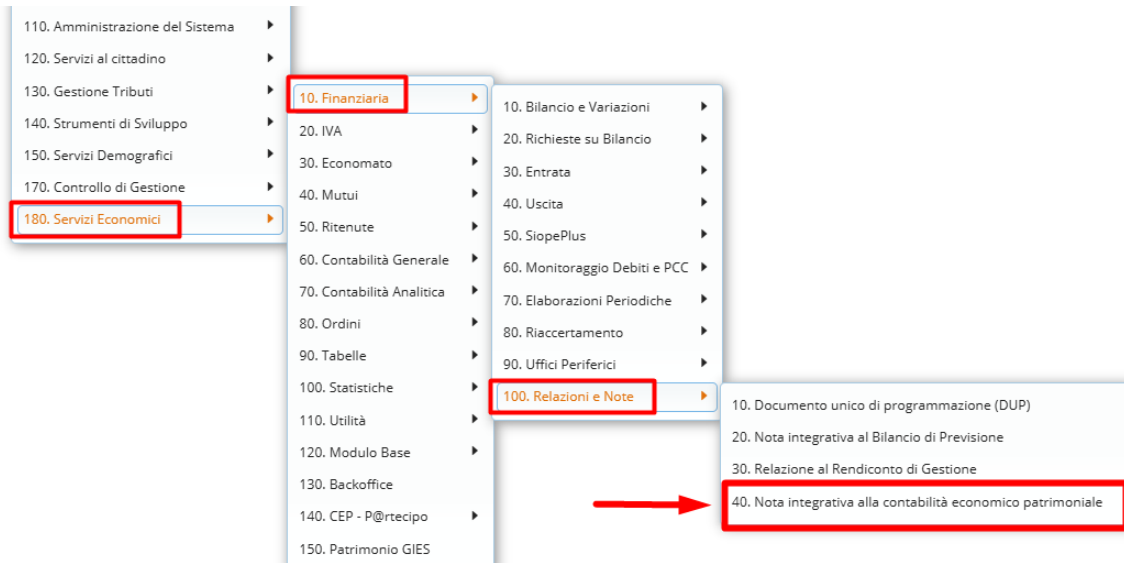 110. Amministrazione del Sistema
120. Servizi al cittadino
130. Gestione Tributi
140. Strumenti di Sviluppo
150. Servizi Demografici
170. Controllo di Gestione
180. Servizi Economici
10. Finanziaria
20. IVA
30. Economato
40. Mutui
50. Ritenute
60. Contabilità Generale
70. Contabilità Analitica
80. Ordini
90. Tabelle
100. Statistiche
110. Utilità
120. Modulo Base
130. Backoffice
140. CEP - P@rtecipo
150. Patrimonio GIES
10. Bilancio e Variazioni
20. Richieste su Bilancio
30. Entrata
40. Uscita
50. SiopePlus
60. Monitoraggio Debiti e PCC
70. Elaborazioni Periodiche
80. Riaccertamento
90. Uffici Periferici
100. Relazioni e Note
10. Documento unico di programmazione (DUP)
20. Nota integrativa al Bilancio di Previsione
30. Relazione al Rendiconto di Gestione
40. Nota integrativa alla contabilità economico patrimoniale